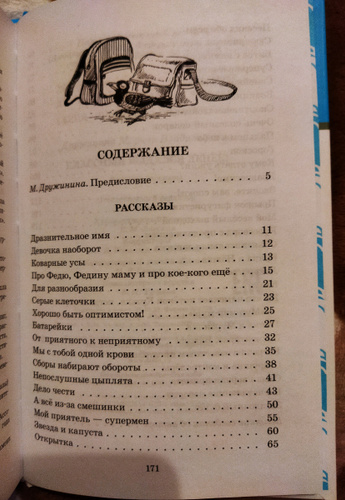 СОДЕРЖАНИЕ
М. Дружинина. Предисловие . . . . . . . . . . . . 5
РАССКАЗЫ
Дразнительное имя . . . . . . . . . . . . . . . . 11
Девочка наоборот . . . . . . . . . . . . . . . . 12
Коварные усы . . . . . . . . . . . . . . . . 13
Про Федю, Федину маму и про кое-кого ещё . . . . 15
Для разнообразия . . . . . . . . . . . . . . . . 21
Серые клеточки . . . . . . . . . . . . . . . . 23
Хорошо быть оптимистом! . . . . . . . . . . . . 25
Батарейки . . . . . . . . . . . . . . . . 27
От приятного к неприятному . . . . . . . . . . . . 32
Мы с тобой одной крови . . . . . . . . . . . . 35
Сборы набирают обороты . . . . . . . . . . . . 38
Непослушные цыплята . . . . . . . . . . . . 41
Дело чести . . . . . . . . . . . . . . . . 43
А всё из-за смешинки . . . . . . . . . . . . 50
Мой приятель — супермен . . . . . . . . . . . . 55
Звезда и капуста . . . . . . . . . . . . . . . . 60
Открытка . . . . . . . . . . . . . . . . 65
171